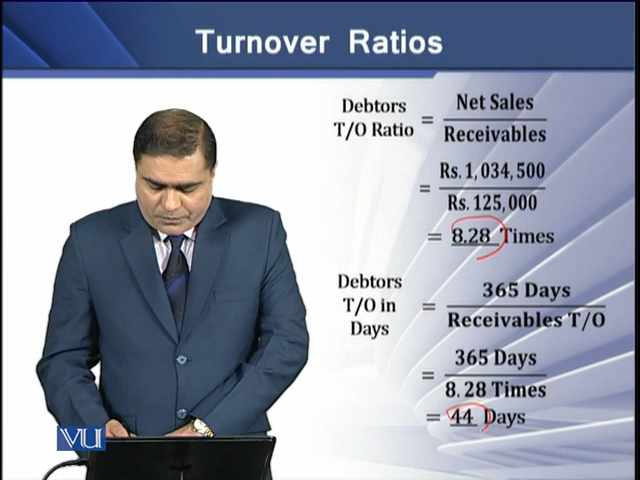 Turnover Ratios
Debtors
T/O Ratio
= Net Sales
Receivables
= Rs. 1,034,500
Rs. 125,000
= 8.28 Times
Debtors
T/O in
Days
= 365 Days
Receivables T/O
= 365 Days
8.28 Times
= 44 Days
VU